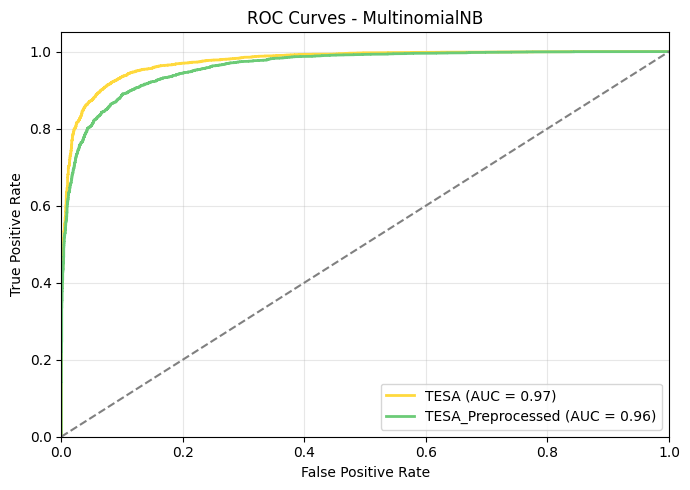 ROC Curves - MultinomialNB
True Positive Rate
1.0
0.8
0.6
0.4
0.2
0.0
TESA (AUC = 0.97)
TESA_Preprocessed (AUC = 0.96)
0.0 0.2 0.4 0.6 0.8 1.0
False Positive Rate